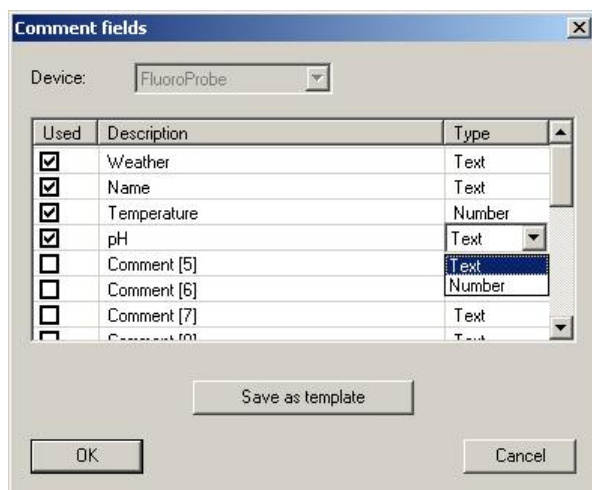 Comment fields
Device: FluoroProbe
Used Description Type
Weather Text
Name Text
Temperature Number
pH Text
Comment [5] Text
Comment [6] Number
Comment [7] Text
Save as template
OK Cancel